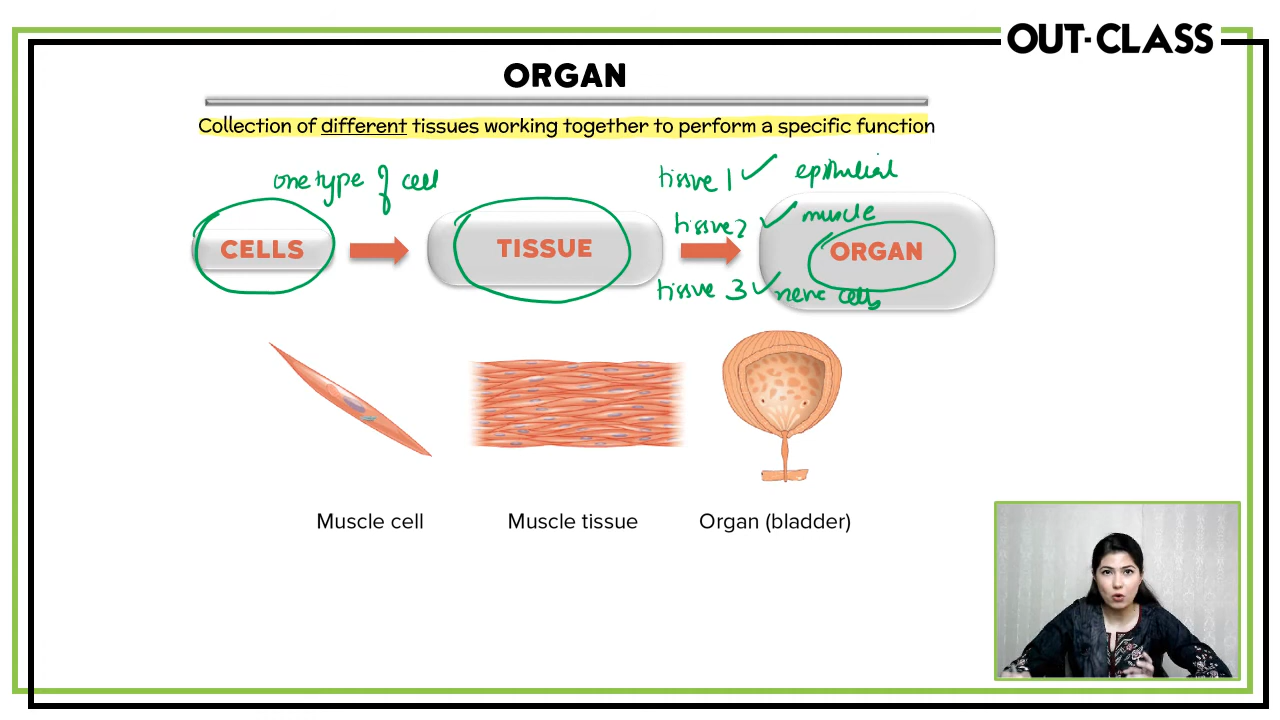 OUT-CLASS
ORGAN
Collection of different tissues working together to perform a specific function
one type of cell
tissue 1 epithelial
tissue 2 muscle
CELLS TISSUE ORGAN
tissue 3 nerve cells
Muscle cell Muscle tissue Organ (bladder)